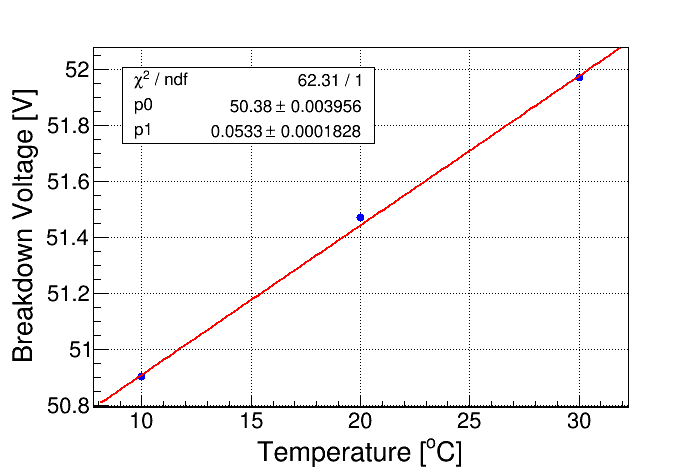 χ² / ndf 62.31 / 1
p0 50.38 ± 0.003956
p1 0.0533 ± 0.0001828
Breakdown Voltage [V]
52
51.8
51.6
51.4
51.2
51
50.8
10 15 20 25 30
Temperature [°C]